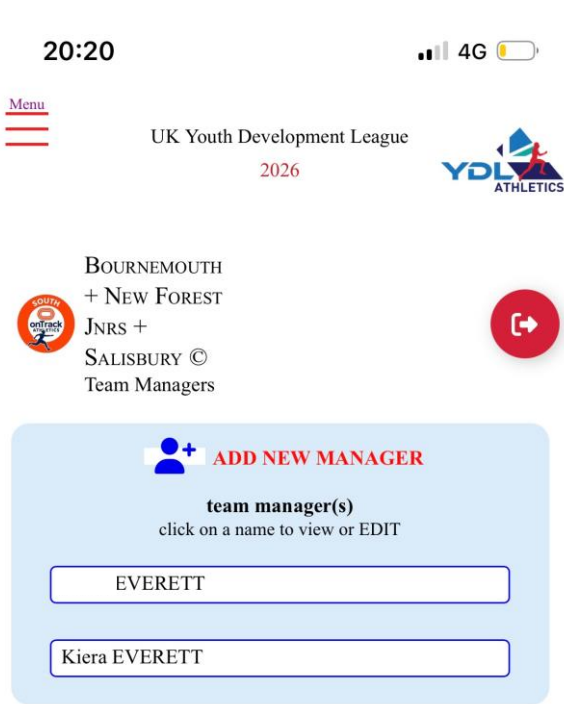 20:20
4G
Menu
UK Youth Development League
2026
YDL
ATHLETICS
BOURNEMOUTH
+ NEW FOREST
JNRS +
SALISBURY ©
Team Managers
SOUTH
onTrack
ATHLETICS
ADD NEW MANAGER
team manager(s)
click on a name to view or EDIT
EVERETT
Kiera EVERETT